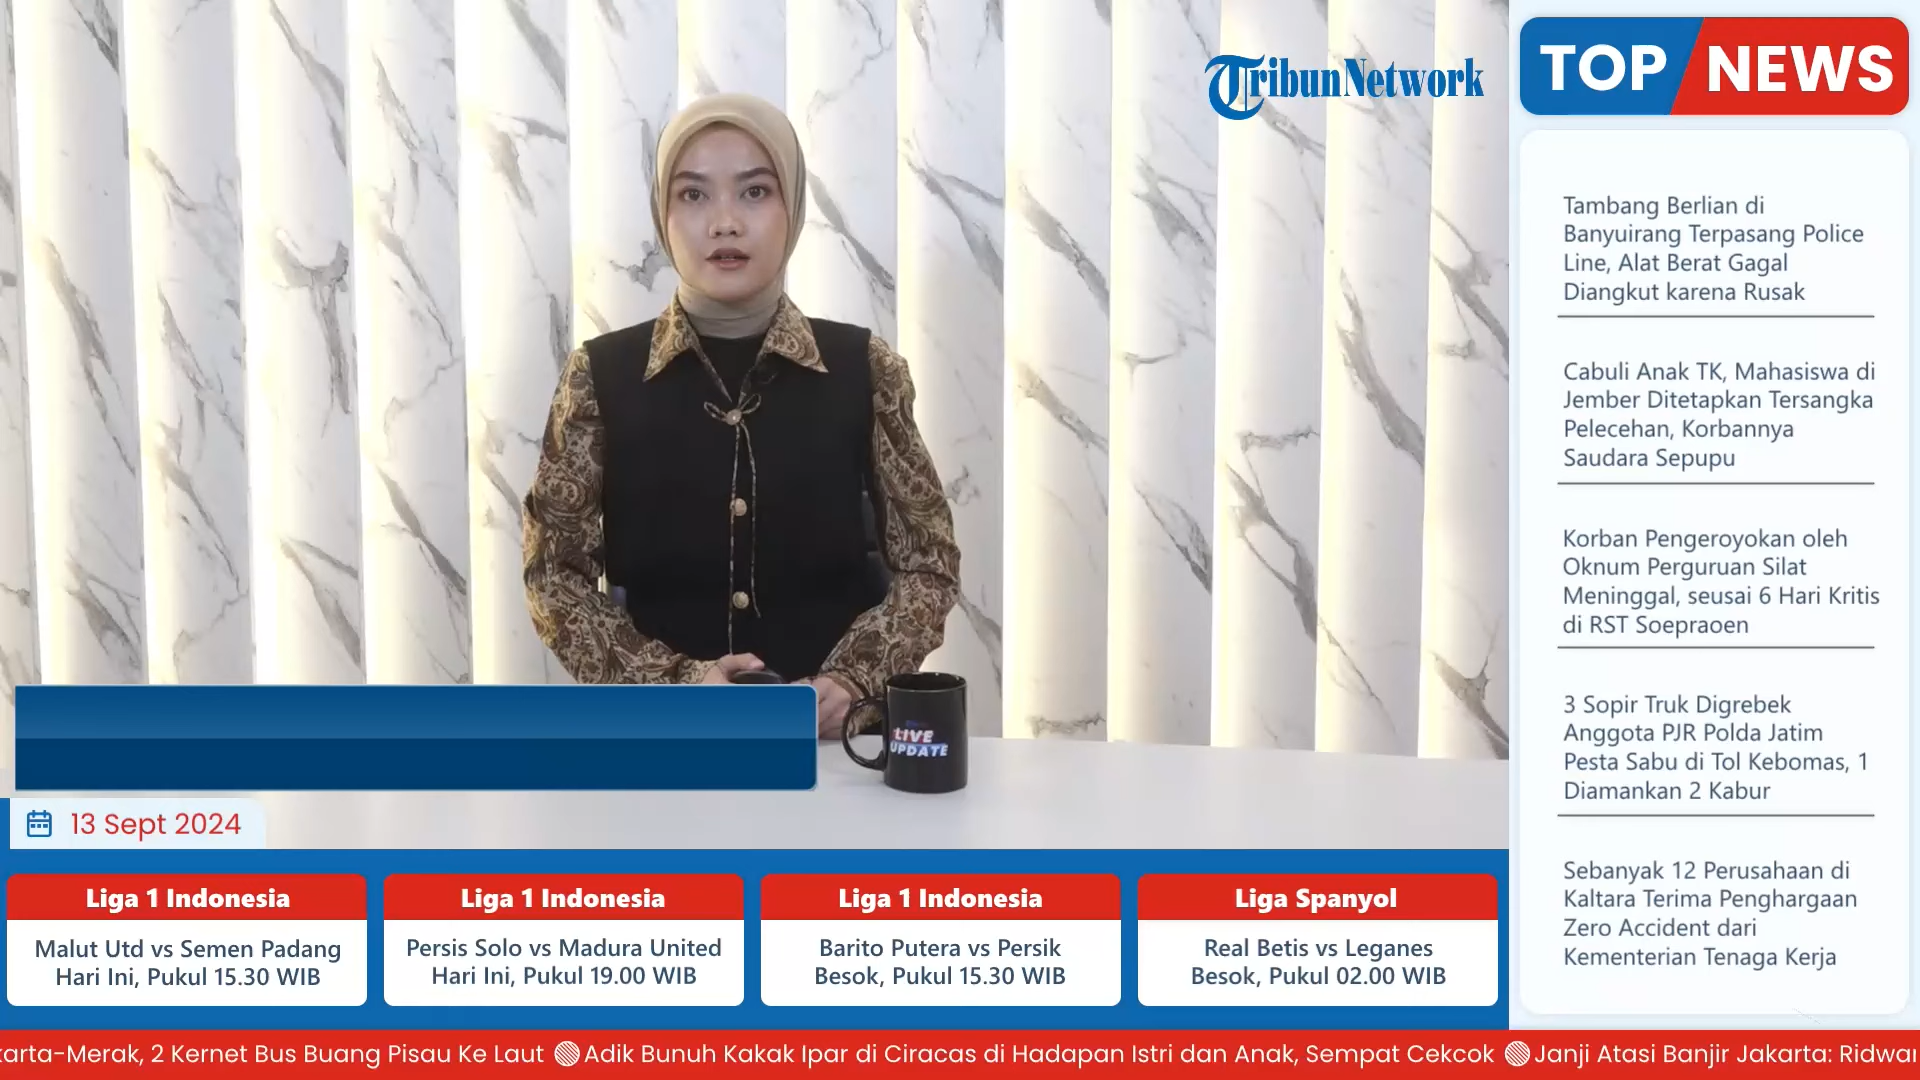 TribunNetwork
TOP NEWS
Tambang Berlian di
Banyuirang Terpasang Police
Line, Alat Berat Gagal
Diangkut karena Rusak
Cabuli Anak TK, Mahasiswa di
Jember Ditetapkan Tersangka
Pelecehan, Korbannya
Saudara Sepupu
Korban Pengeroyokan oleh
Oknum Perguruan Silat
Meninggal, seusai 6 Hari Kritis
di RST Soepraoen
3 Sopir Truk Digrebek
Anggota PJR Polda Jatim
Pesta Sabu di Tol Kebomas, 1
Diamankan 2 Kabur
Sebanyak 12 Perusahaan di
Kaltara Terima Penghargaan
Zero Accident dari
Kementerian Tenaga Kerja
LIVE
UPDATE
13 Sept 2024
Liga 1 Indonesia
Malut Utd vs Semen Padang
Hari Ini, Pukul 15.30 WIB
Liga 1 Indonesia
Persis Solo vs Madura United
Hari Ini, Pukul 19.00 WIB
Liga 1 Indonesia
Barito Putera vs Persik
Besok, Pukul 15.30 WIB
Liga Spanyol
Real Betis vs Leganes
Besok, Pukul 02.00 WIB
karta-Merak, 2 Kernet Bus Buang Pisau Ke Laut Adik Bunuh Kakak Ipar di Ciracas di Hadapan Istri dan Anak, Sempat Cekcok Janji Atasi Banjir Jakarta: Ridwan